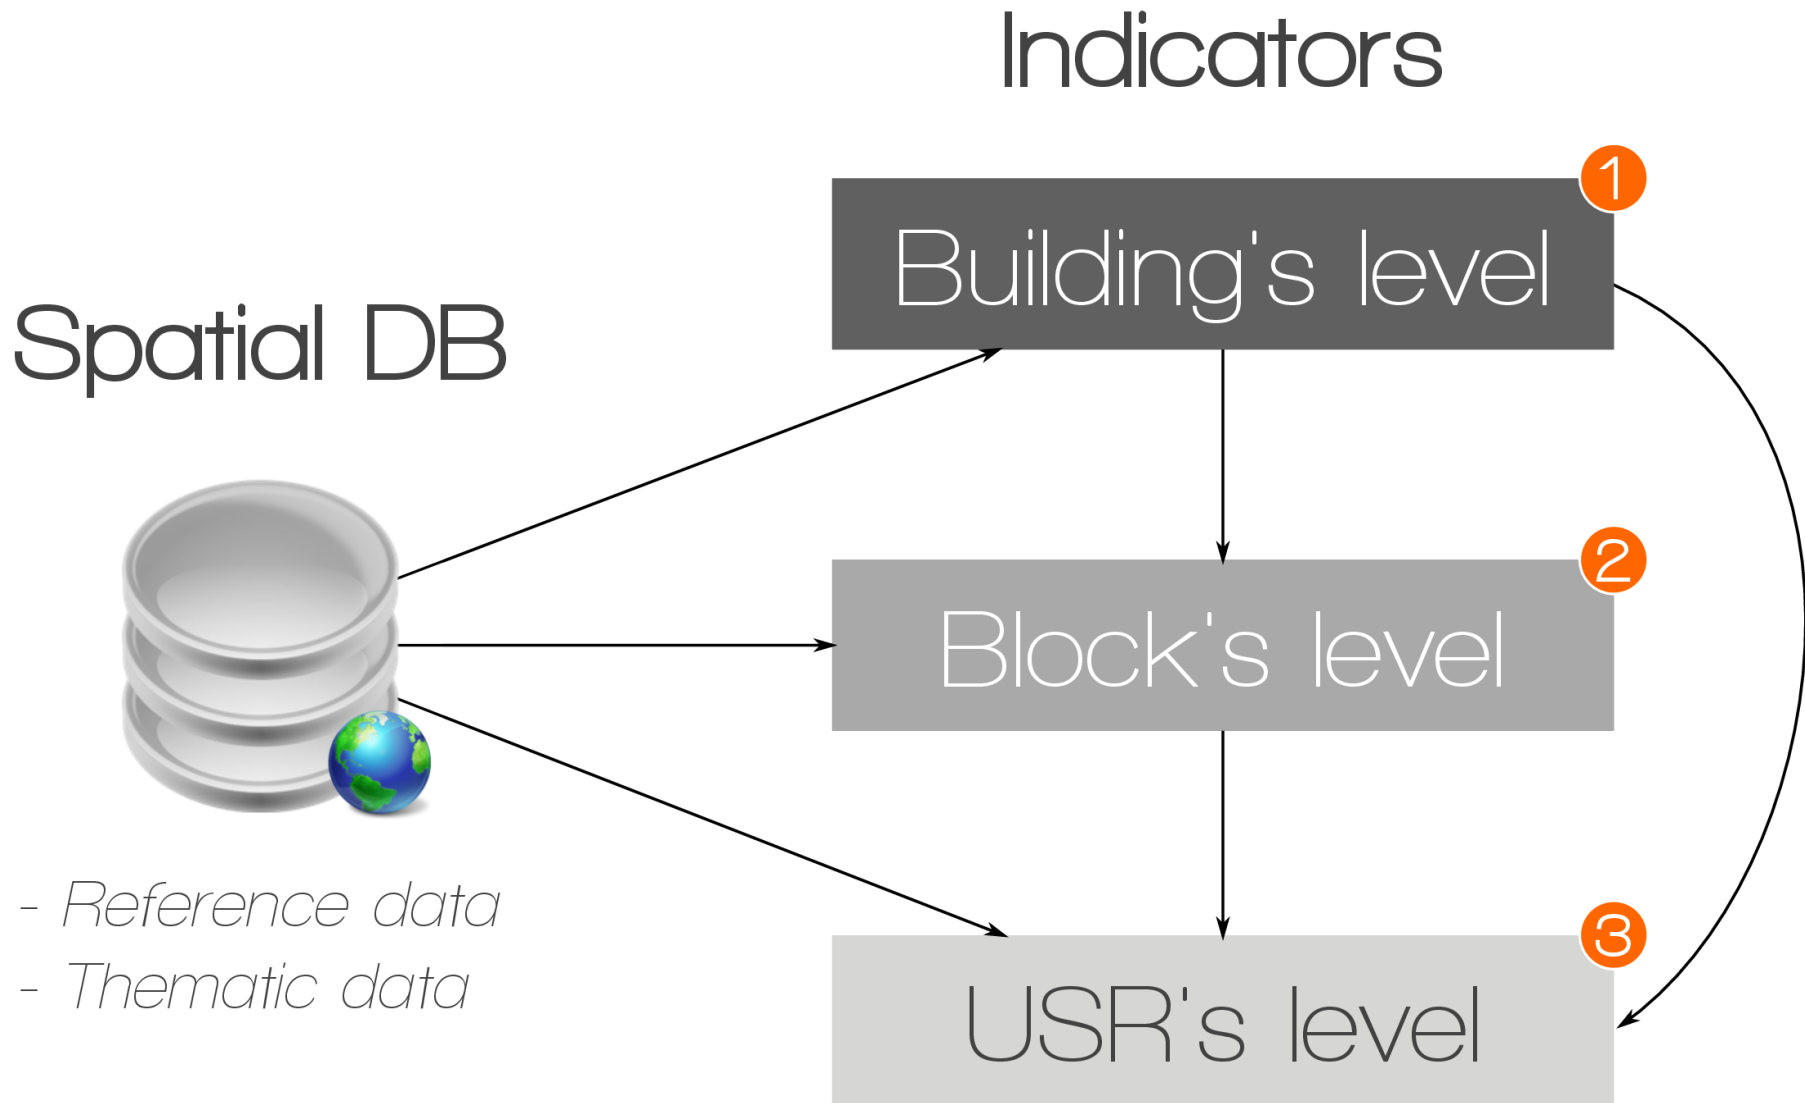 Indicators
Spatial DB
- Reference data
- Thematic data
1
Building's level
2
Block's level
3
USR's level